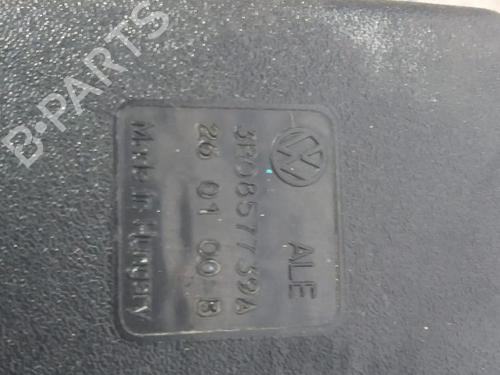 ALE
3B0857739A
26 01 00 B
Made in Hungary
B-PARTS